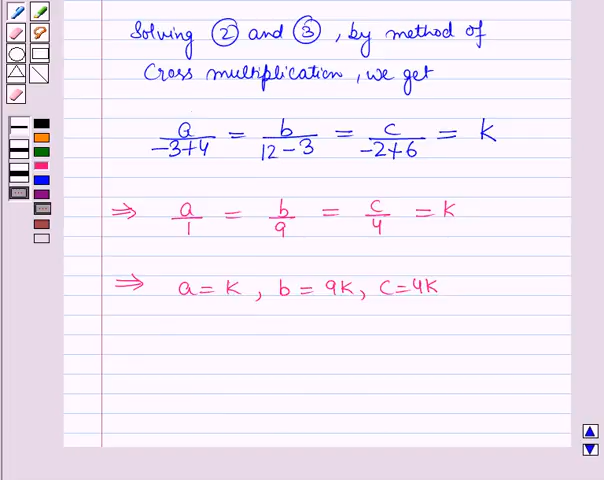 Solving ② and ③, by method of
Cross multiplication, we get
a/-3+4 = b/12-3 = c/-2+6 = k
⇒ a/1 = b/9 = c/4 = k
⇒ a = k, b = 9k, c = 4k